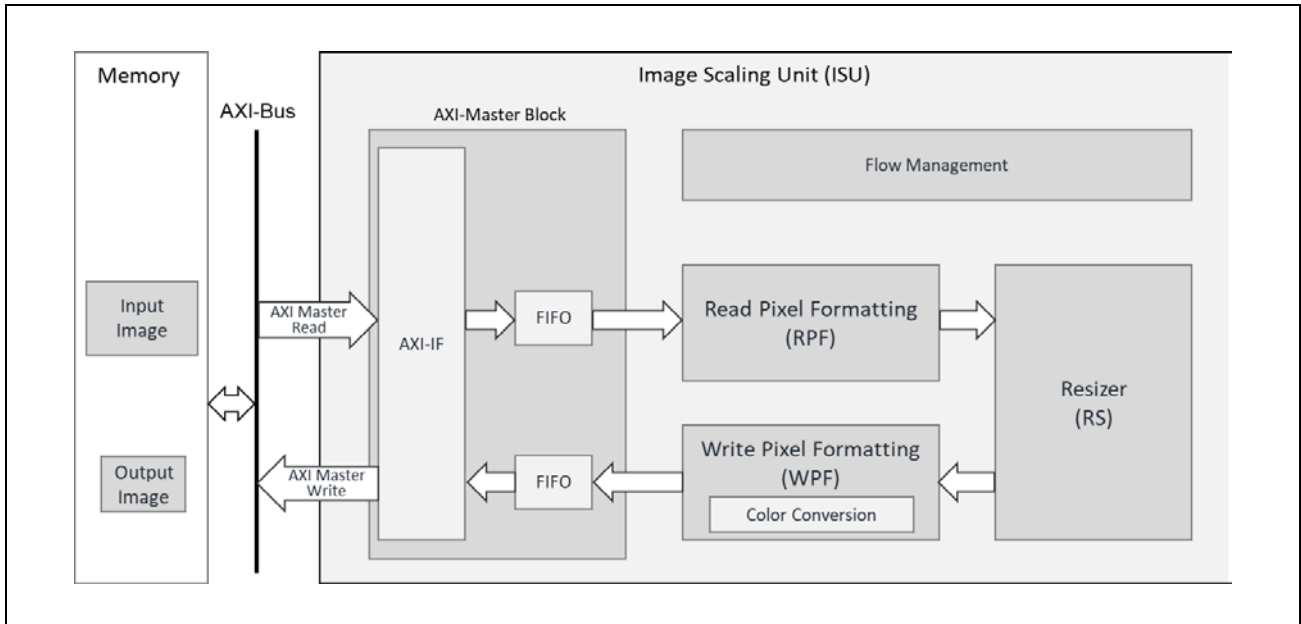 Memory
Image Scaling Unit (ISU)
AXI-Bus
AXI-Master Block
Flow Management
Input
Image
AXI Master
Read
AXI-IF
FIFO
Read Pixel Formatting
(RPF)
Resizer
(RS)
Output
Image
AXI Master
Write
FIFO
Write Pixel Formatting
(WPF)
Color Conversion